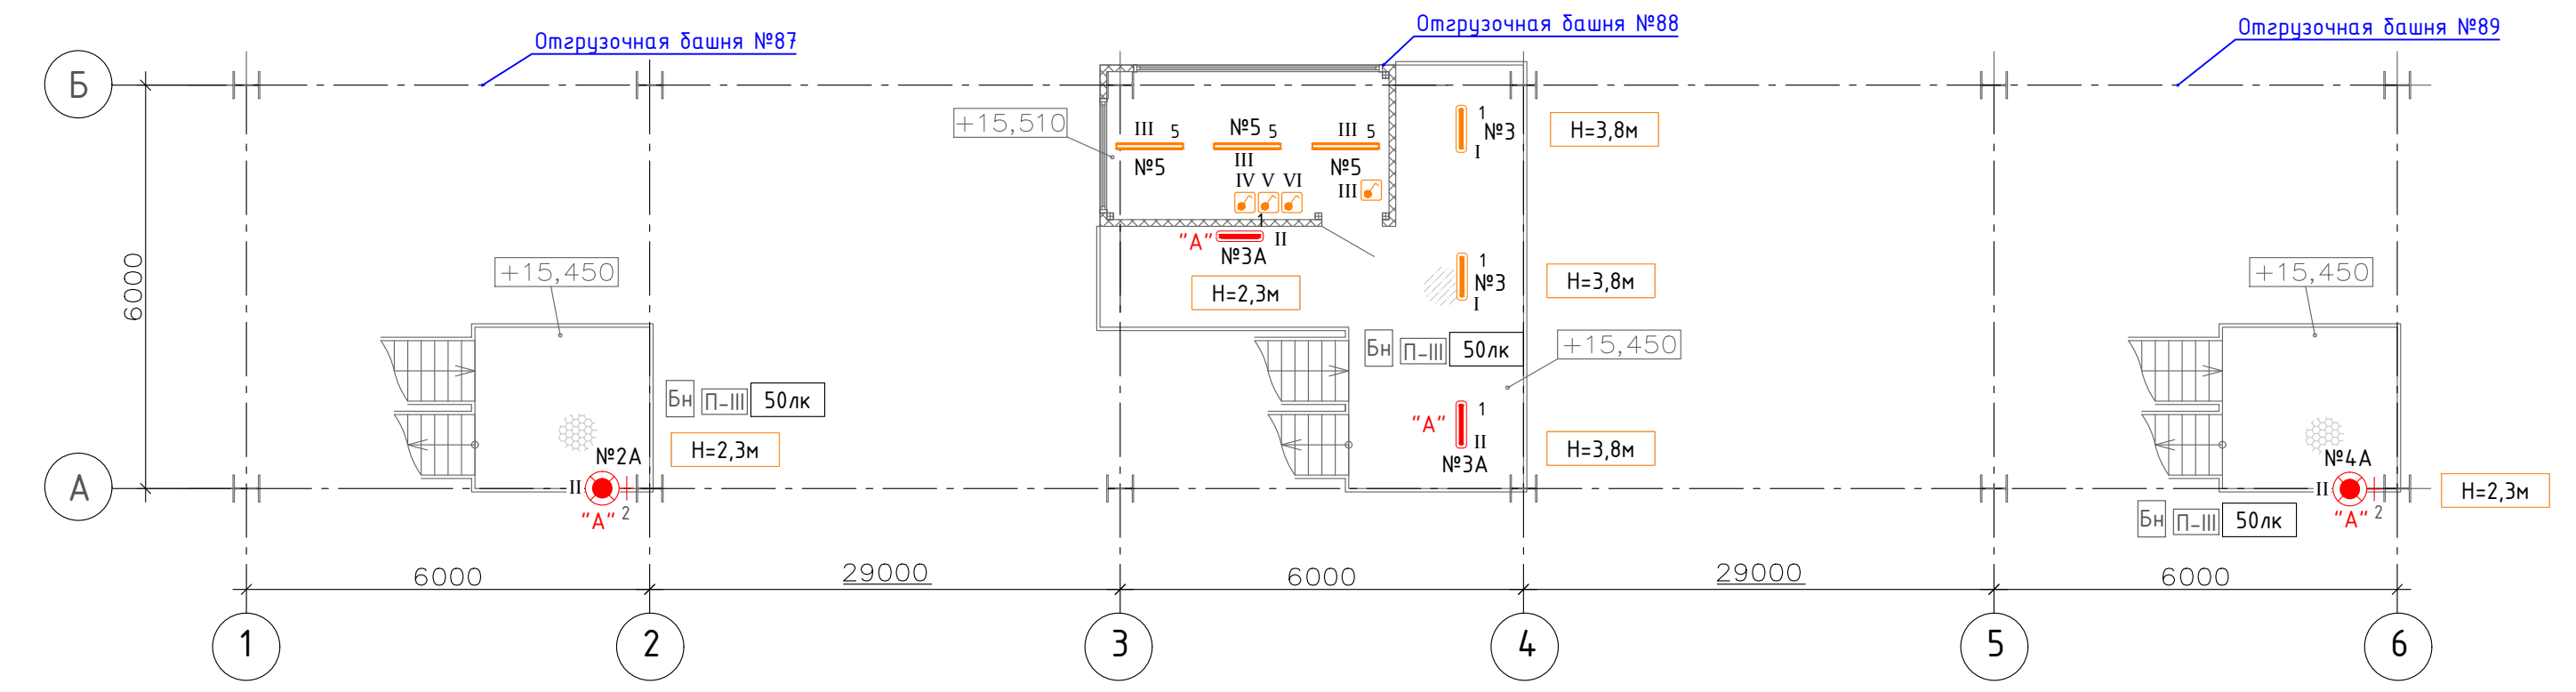 Отгрузочная башня №87
Отгрузочная башня №88
Отгрузочная башня №89
Б
+15,510
III 5
№5
№5 5
III
III 5
№5
IV V VI
III
1
№3
I
H=3,8м
1
"А"
II
№3А
H=2,3м
1
№3
I
H=3,8м
6000
+15,450
+15,450
Бн П-III 50лк
+15,450
Бн П-III 50лк
H=2,3м
№2А
II
"А" 2
"А"
1
II
№3А
H=3,8м
№4А
II
"А" 2
H=2,3м
Бн П-III 50лк
А
6000
29000
6000
29000
6000
1
2
3
4
5
6